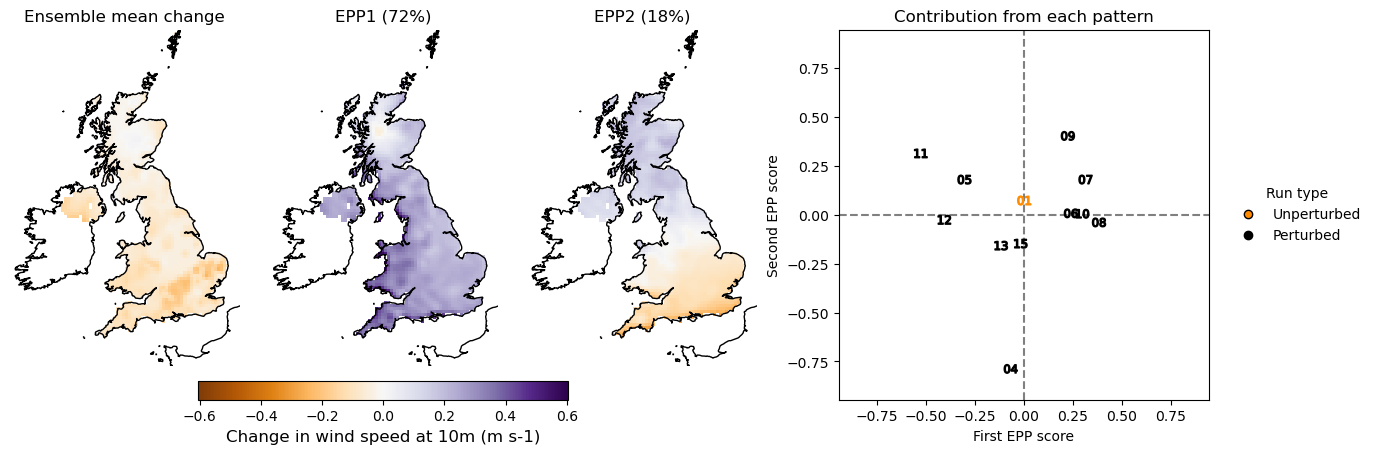 Ensemble mean change
EPP1 (72%)
EPP2 (18%)
Contribution from each pattern
−0.6 −0.4 −0.2 0.0 0.2 0.4 0.6
Change in wind speed at 10m (m s-1)
Second EPP score
0.75
0.50
0.25
0.00
−0.25
−0.50
−0.75
09
11
05
07
01
06
10
12
08
13
15
04
−0.75 −0.50 −0.25 0.00 0.25 0.50 0.75
First EPP score
Run type
Unperturbed
Perturbed